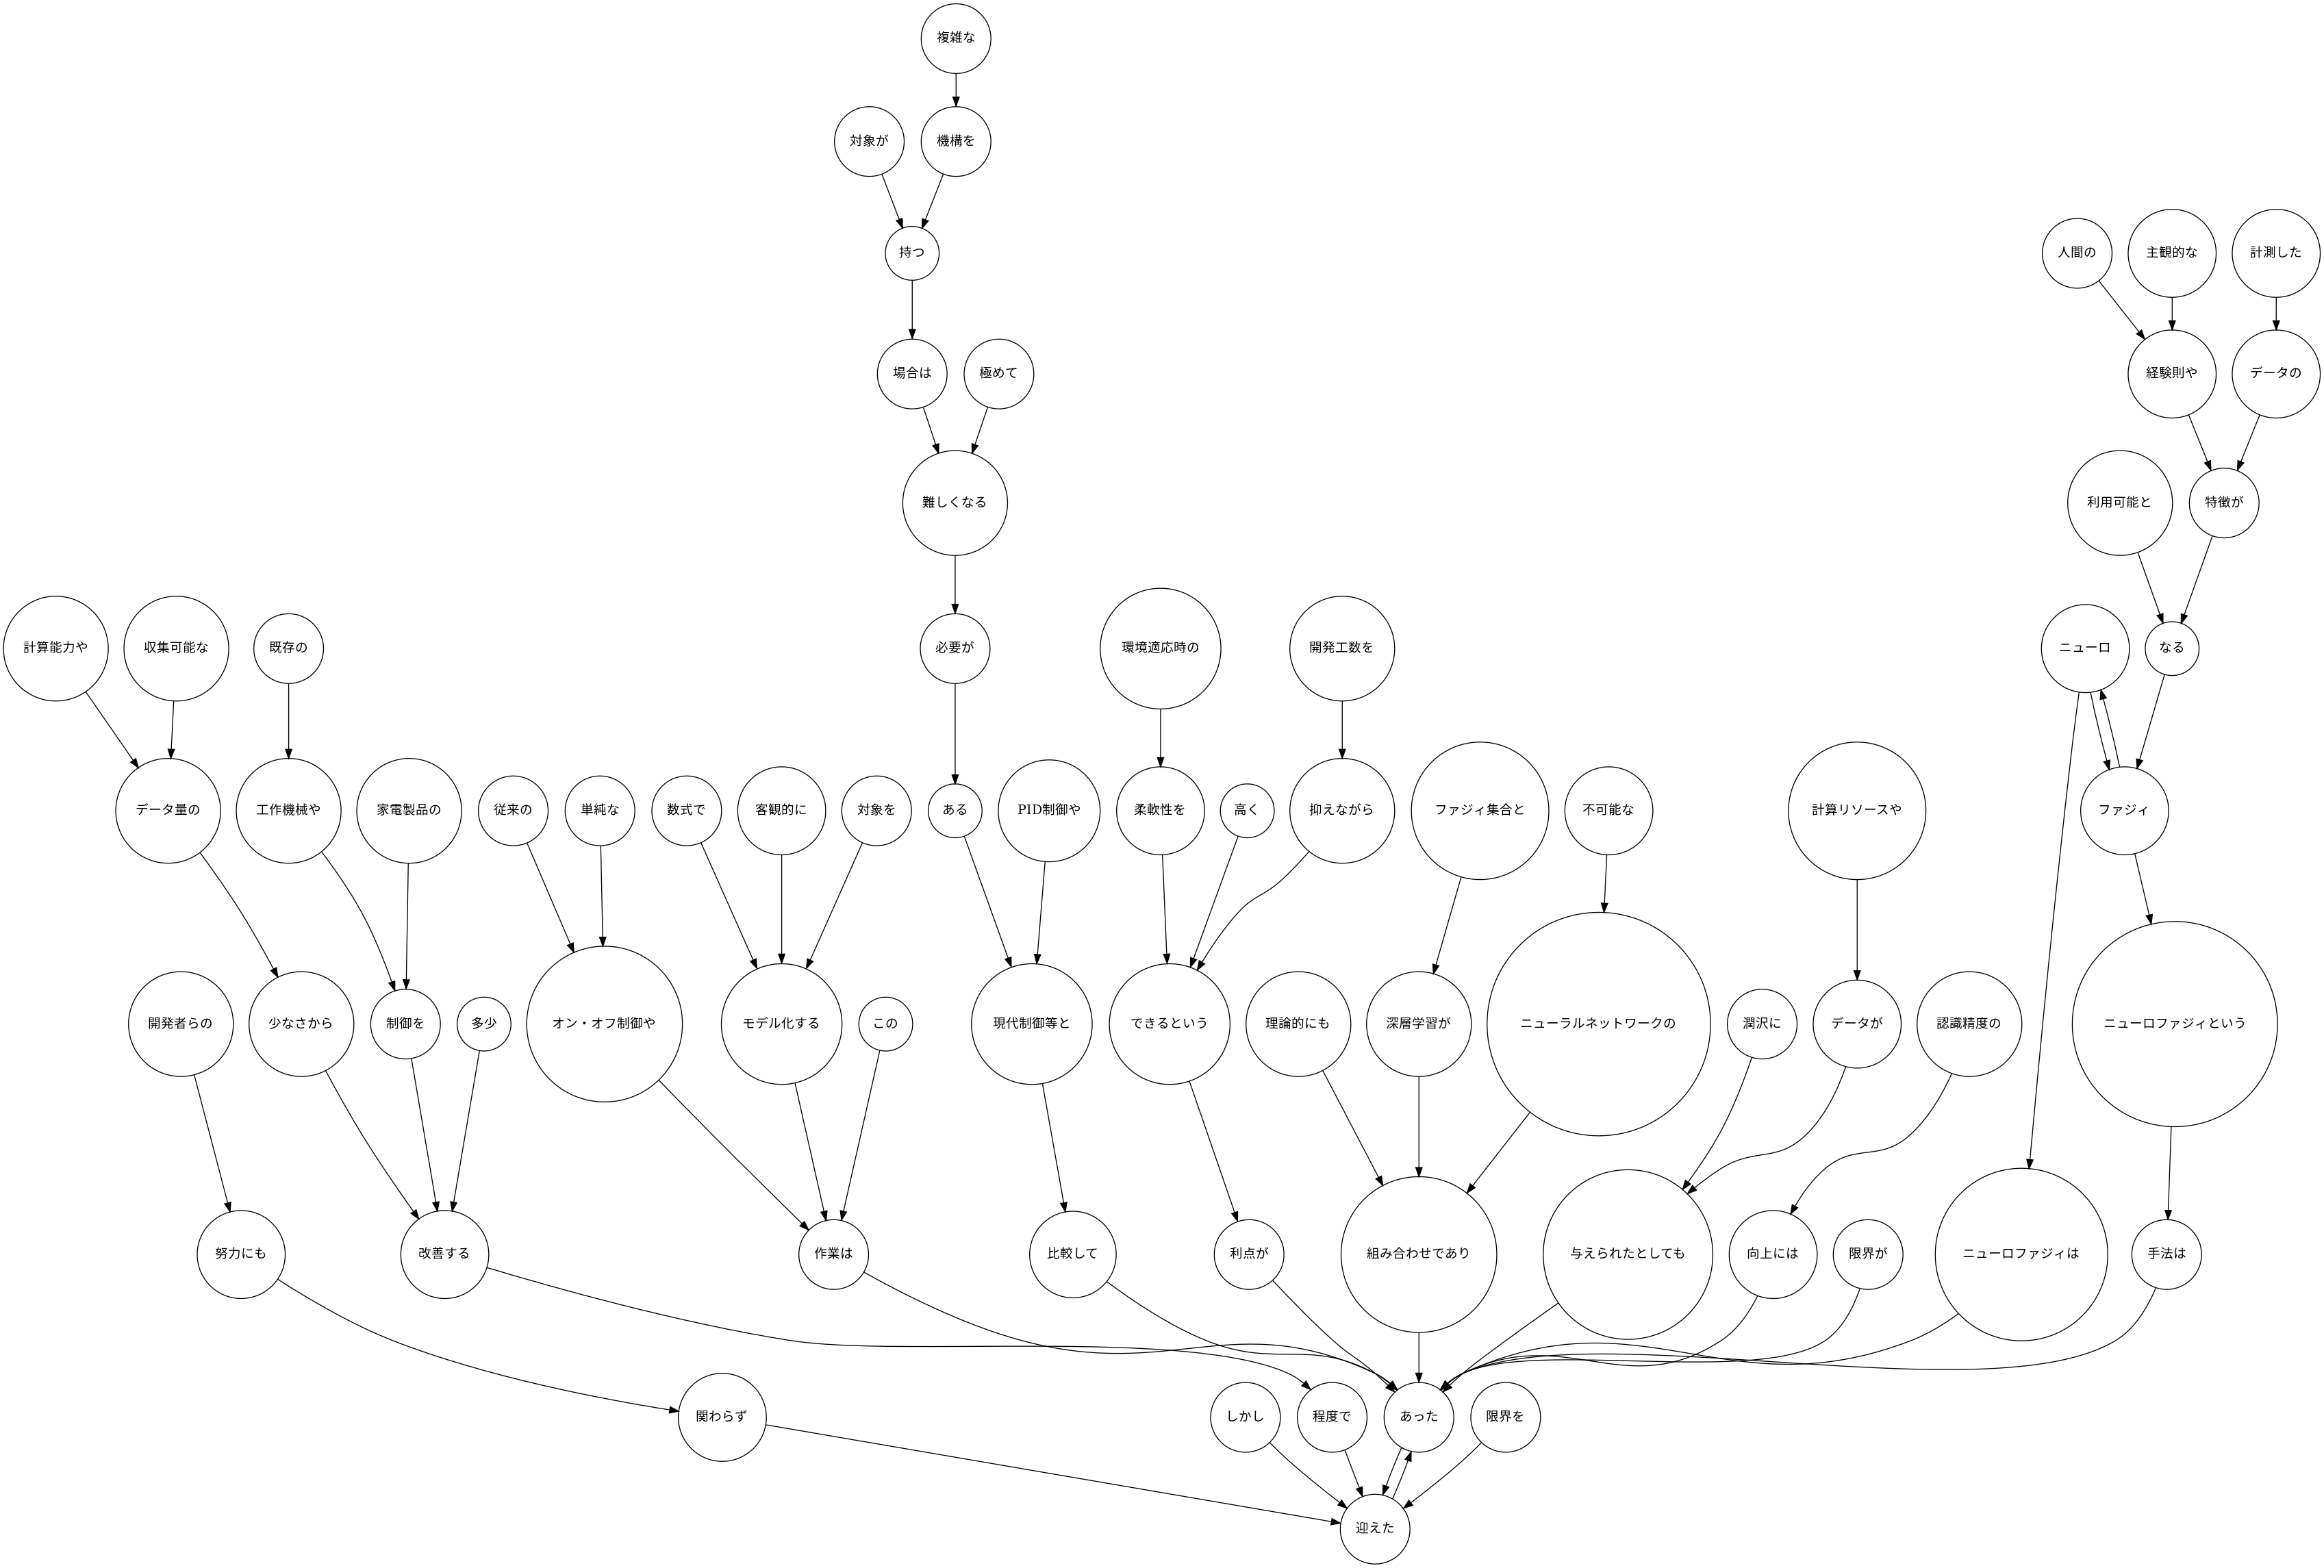 複雑な
対象が
機構を
持つ
人間の
主観的な
計測した
場合は
極めて
経験則や
データの
難しくなる
利用可能と
特徴が
計算能力や
収集可能な
既存の
必要が
環境適応時の
開発工数を
ニューロ
なる
データ量の
工作機械や
家電製品の
従来の
単純な
数式で
客観的に
対象を
ある
PID制御や
柔軟性を
高く
抑えながら
ファジィ集合と
不可能な
計算リソースや
ファジィ
開発者らの
少なさから
制御を
多少
オン・オフ制御や
モデル化する
この
現代制御等と
できるという
理論的にも
深層学習が
ニューラルネットワークの
潤沢に
データが
認識精度の
ニューロファジィという
努力にも
改善する
作業は
比較して
利点が
組み合わせであり
与えられたとしても
向上には
限界が
ニューロファジィは
手法は
関わらず
しかし
程度で
あった
限界を
迎えた